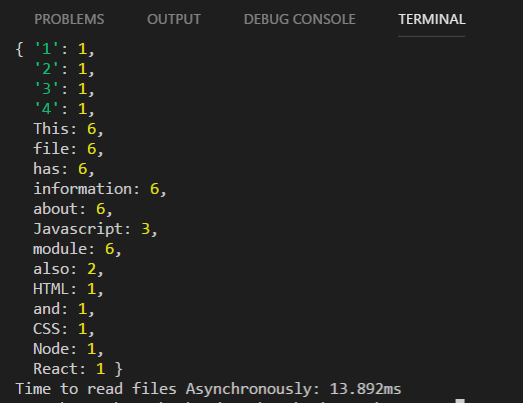 PROBLEMS OUTPUT DEBUG CONSOLE TERMINAL
{ '1': 1,
'2': 1,
'3': 1,
'4': 1,
This: 6,
file: 6,
has: 6,
information: 6,
about: 6,
Javascript: 3,
module: 6,
also: 2,
HTML: 1,
and: 1,
CSS: 1,
Node: 1,
React: 1 }
Time to read files Asynchronously: 13.892ms